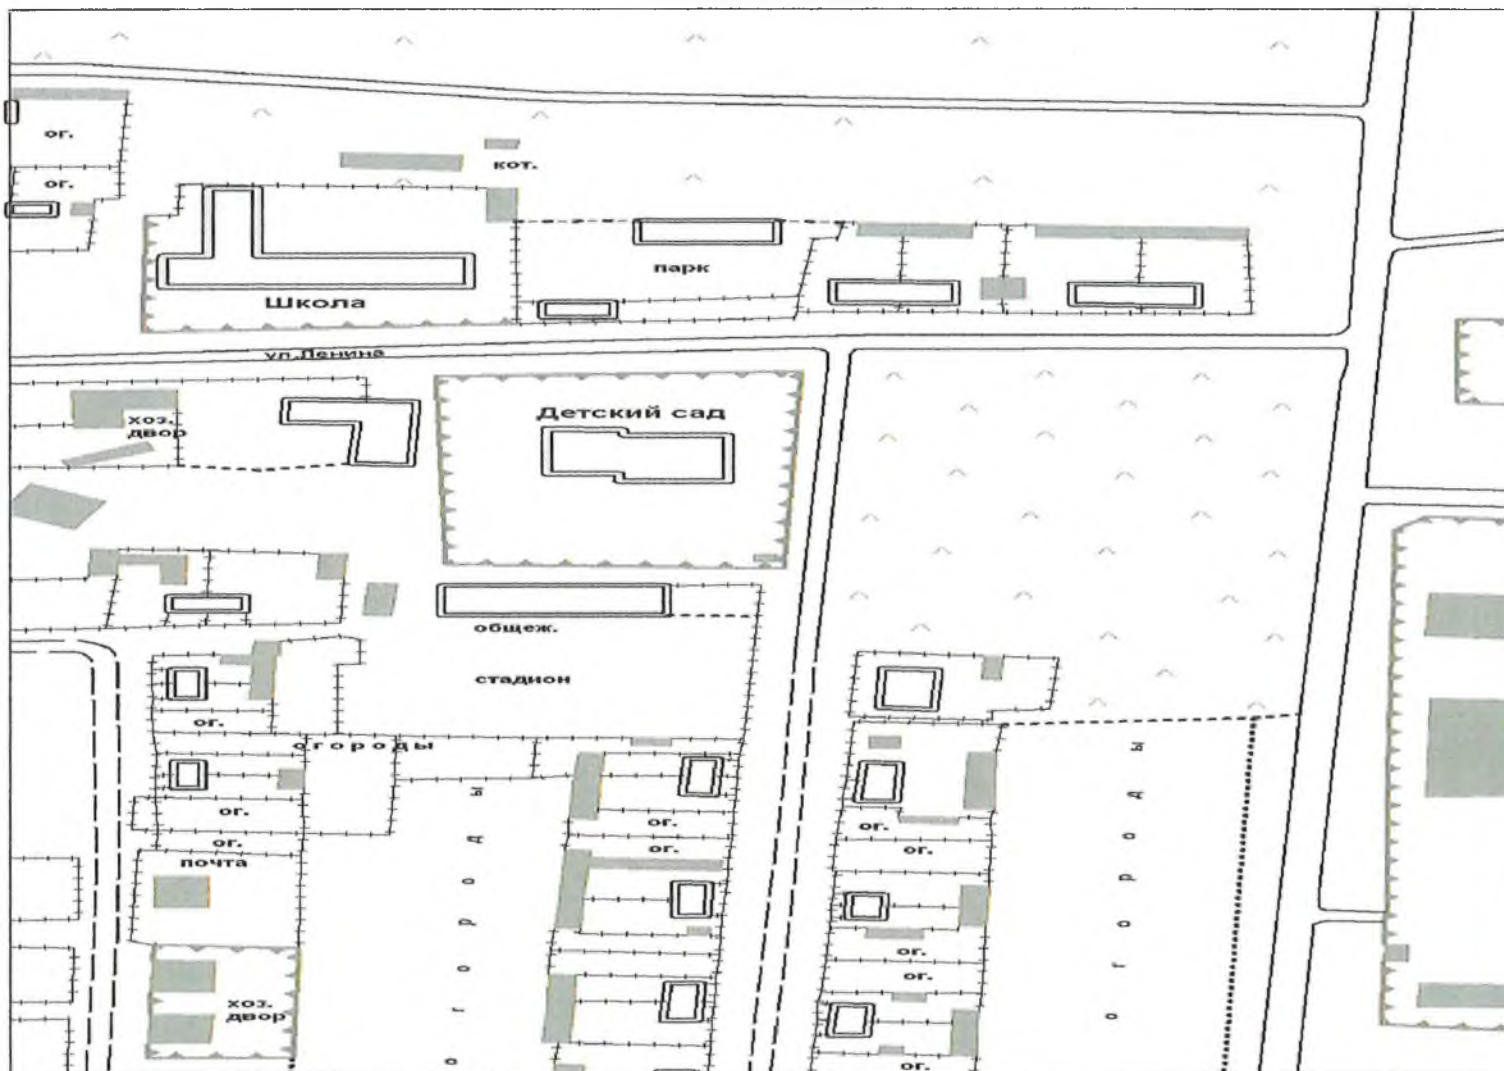 ог.
кот.
ог.
парк
Школа
ул.Ленина
Детский сад
хоз.
двор
общеж.
стадион
ог.
огороды
огороды
огороды
ог.
ог.
ог.
ог.
ог.
ог.
почта
ог.
ог.
хоз.
двор
ог.